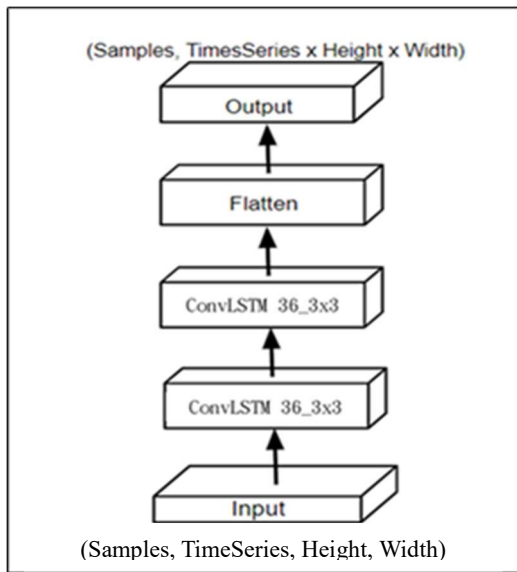 (Samples, TimesSeries x Height x Width)
Output
Flatten
ConvLSTM 36_3x3
ConvLSTM 36_3x3
Input
(Samples, TimeSeries, Height, Width)